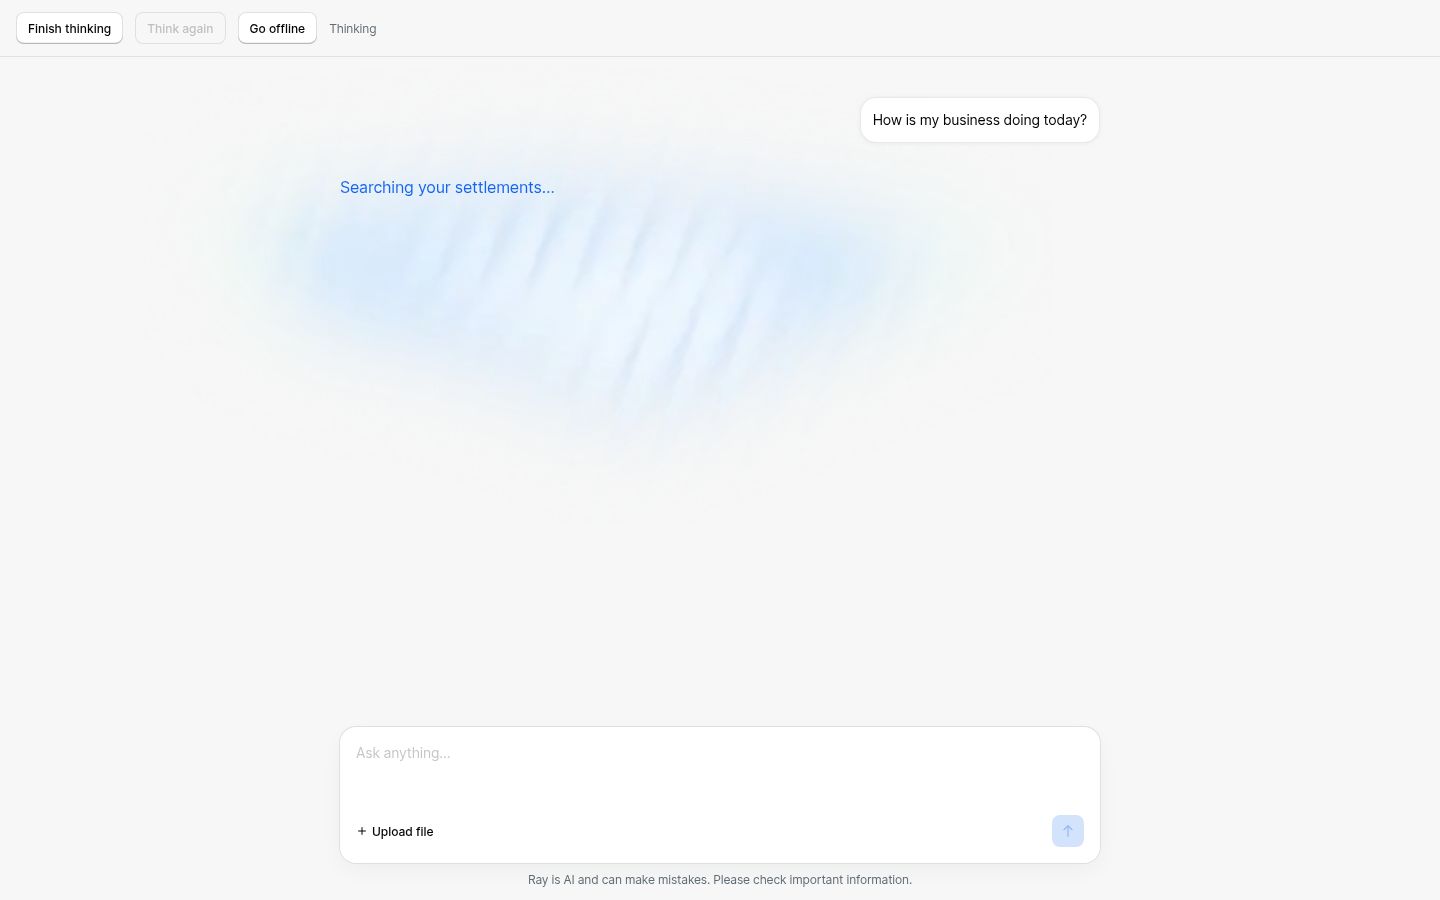 Finish thinking
Think again
Go offline
Thinking
How is my business doing today?
Searching your settlements...
Ask anything...
+ Upload file
Ray is AI and can make mistakes. Please check important information.